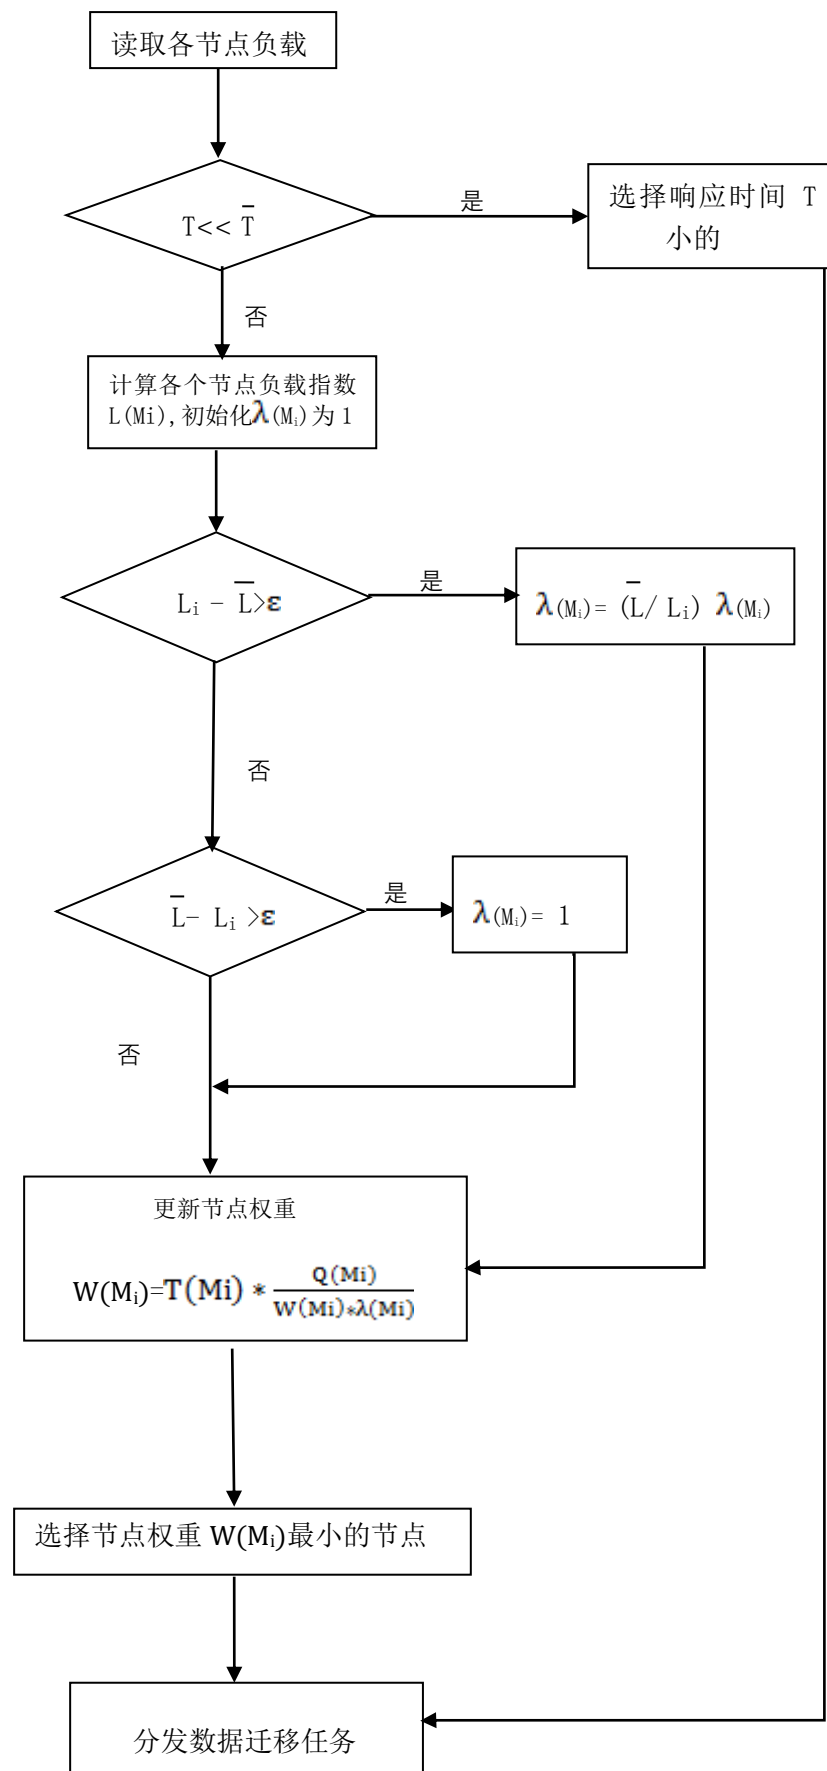 读取各节点负载
T<< T̅
是
选择响应时间 T
小的
否
计算各个节点负载指数
L(Mi),初始化λ(Mᵢ)为1
Lᵢ - L̅>ε
是
λ(Mᵢ)= (L̅/ Lᵢ) λ(Mᵢ)
否
L̅- Lᵢ >ε
是
λ(Mᵢ)= 1
否
更新节点权重
W(Mᵢ)=T(Mi) * Q(Mi) / W(Mi)*λ(Mi)
选择节点权重 W(Mᵢ)最小的节点
分发数据迁移任务